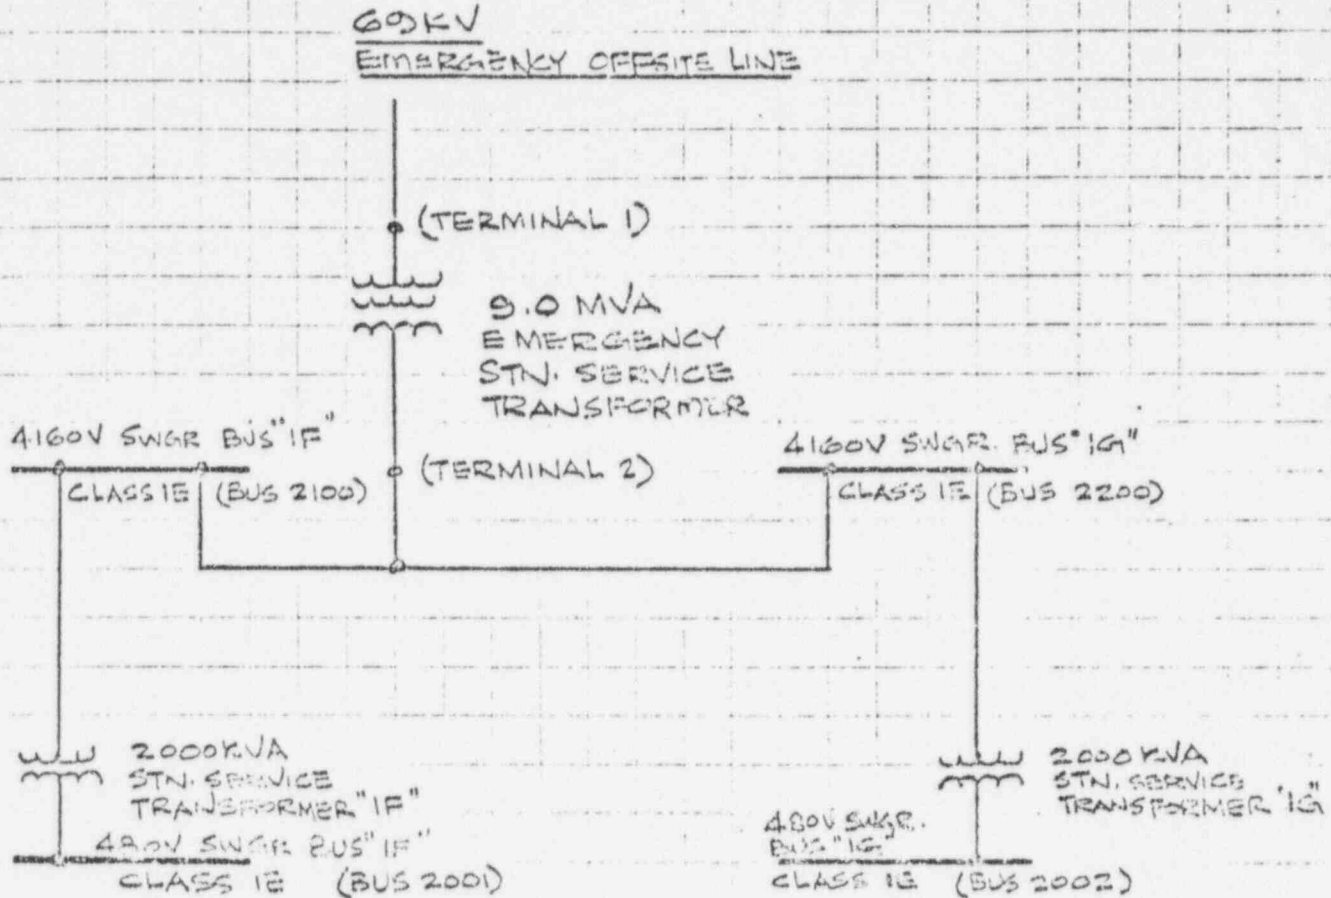 69KV
EMERGENCY OFFSITE LINE
(TERMINAL 1)
9.0 MVA
EMERGENCY
STN. SERVICE
TRANSFORMER
4160V SWGR BUS "1F"
CLASS 1E (BUS 2100)
(TERMINAL 2)
4160V SWGR. BUS "1G"
CLASS 1E (BUS 2200)
2000KVA
STN. SERVICE
TRANSFORMER "1F"
480V SWGR BUS "1F"
CLASS 1E (BUS 2001)
2000KVA
STN. SERVICE
TRANSFORMER "1G"
480V SWGR.
BUS "1G"
CLASS 1E (BUS 2002)